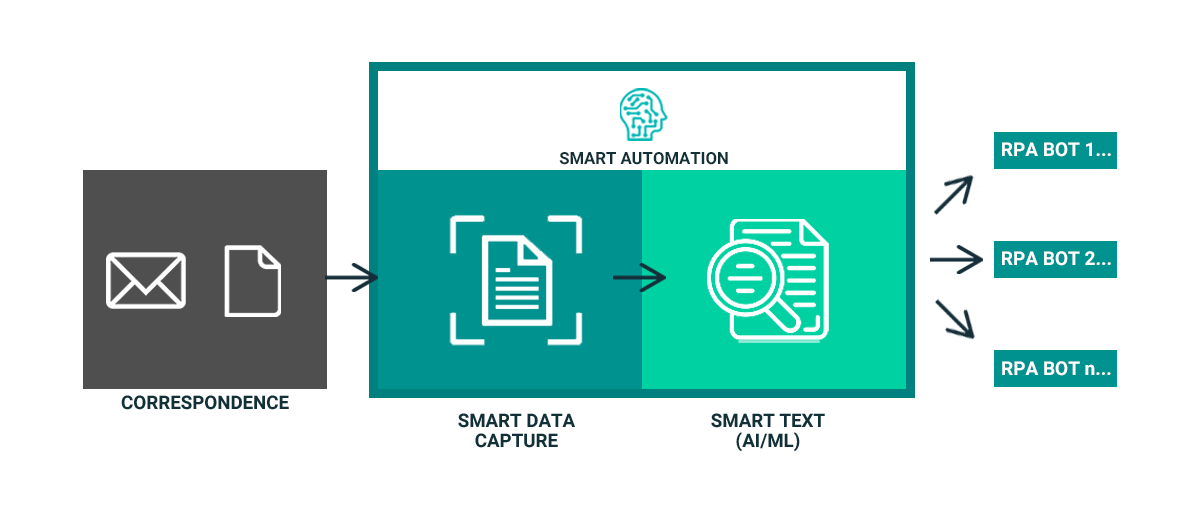 SMART AUTOMATION
CORRESPONDENCE
SMART DATA
CAPTURE
SMART TEXT
(AI/ML)
RPA BOT 1...
RPA BOT 2...
RPA BOT n...